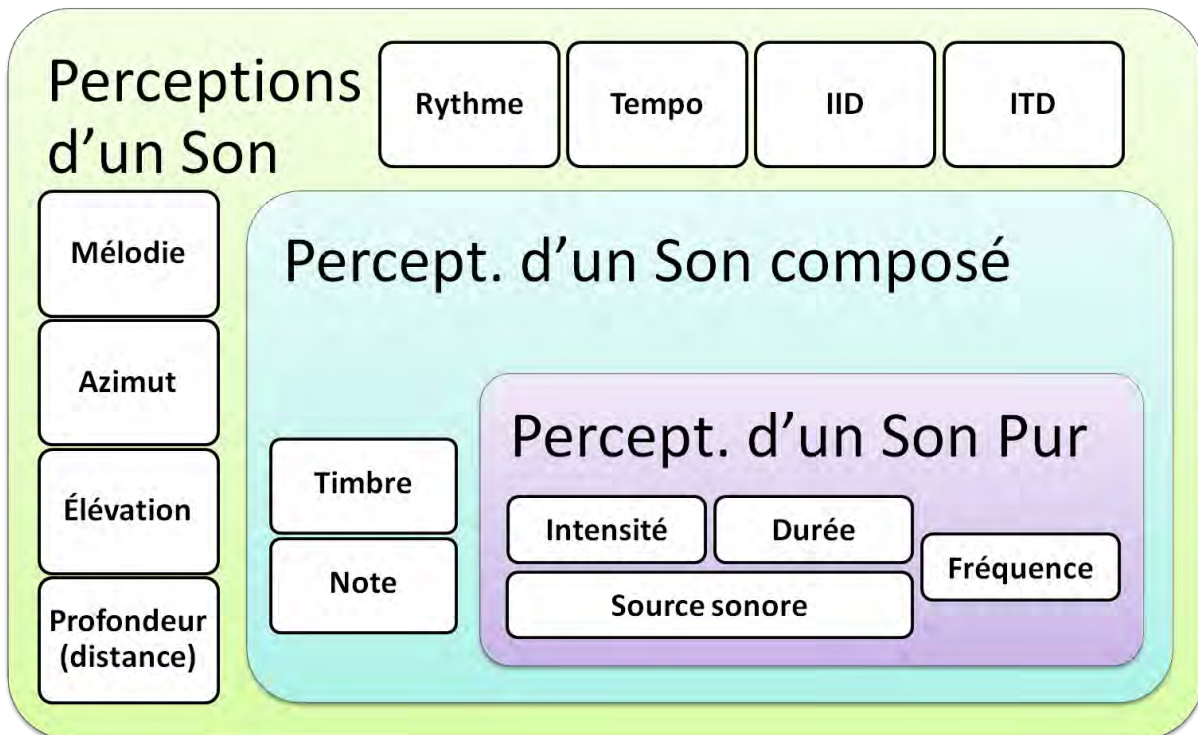 Perceptions
d'un Son
Rythme
Tempo
IID
ITD
Mélodie
Azimut
Élévation
Profondeur
(distance)
Percept. d'un Son composé
Timbre
Note
Percept. d'un Son Pur
Intensité
Durée
Source sonore
Fréquence